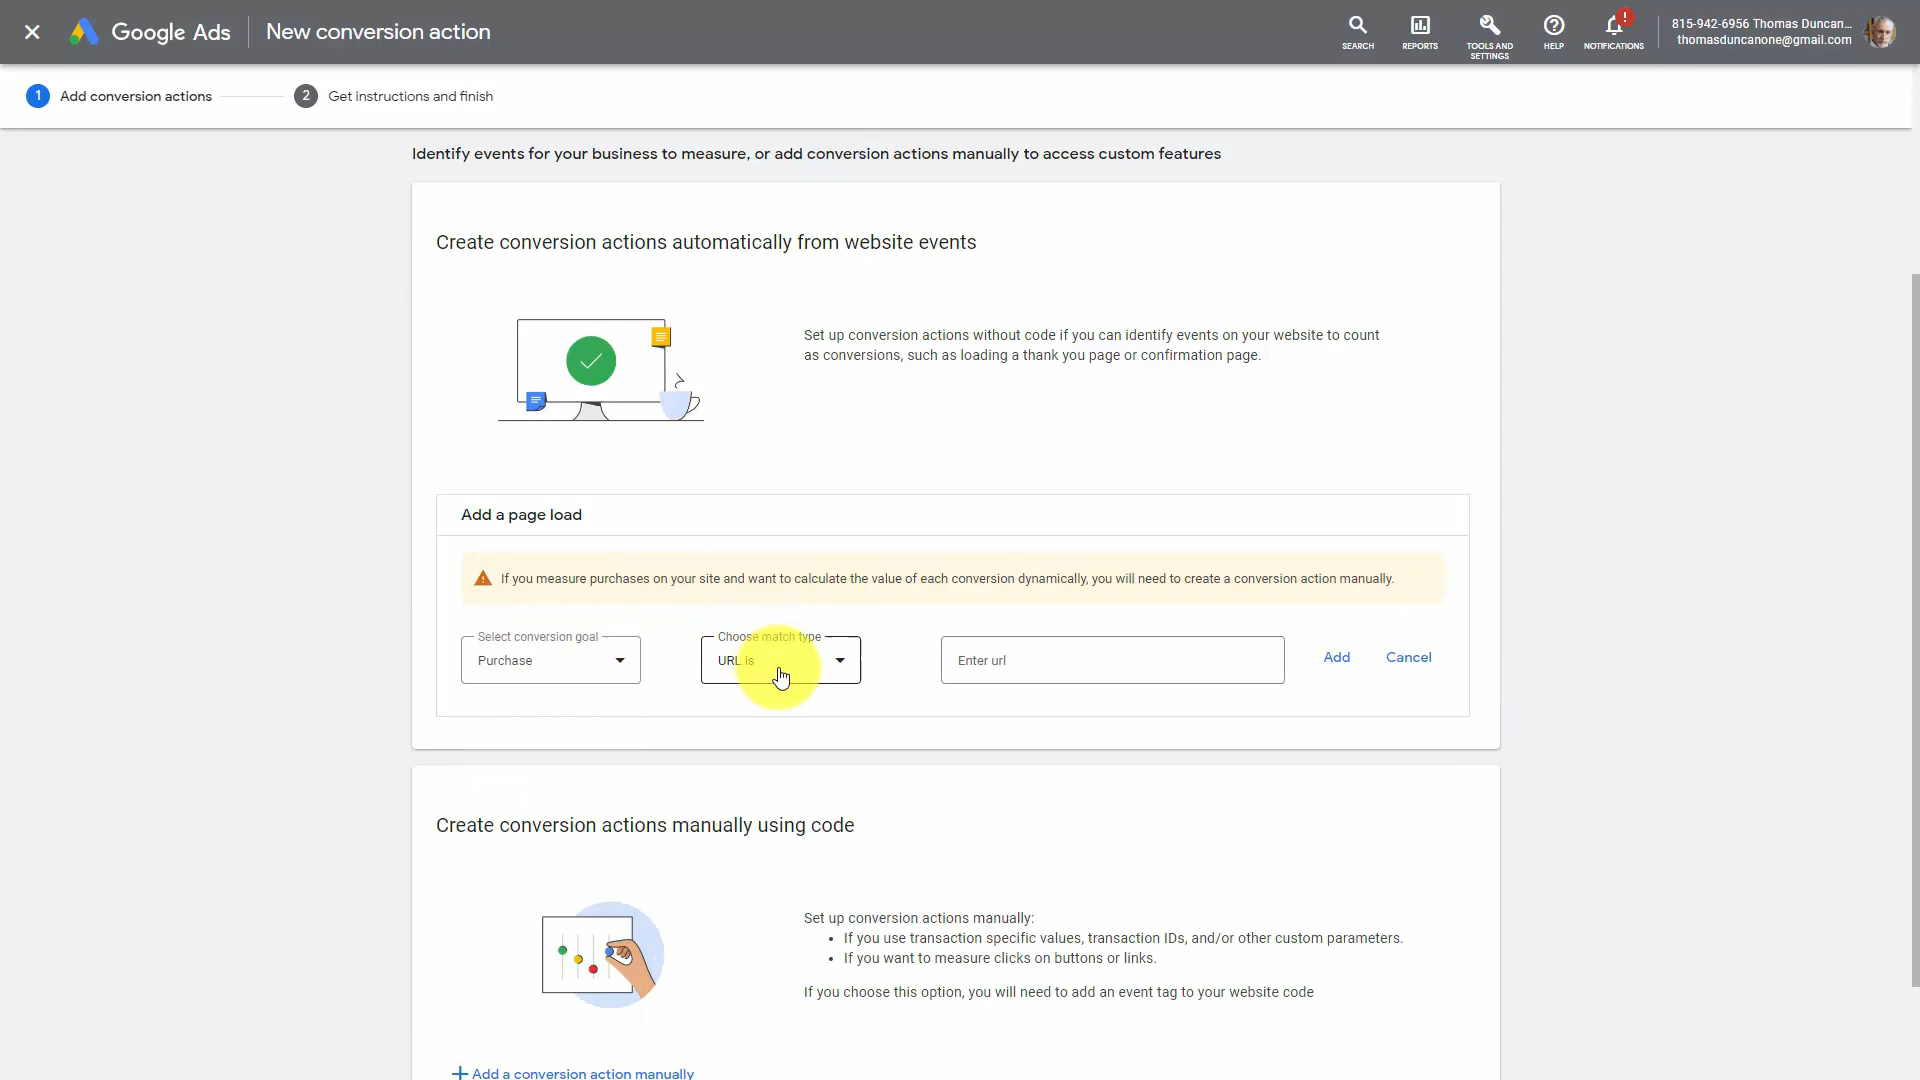 Google Ads
New conversion action
SEARCH
REPORTS
TOOLS AND
SETTINGS
HELP
!
NOTIFICATIONS
815-942-6956 Thomas Duncan...
thomasduncanone@gmail.com
1 Add conversion actions
2 Get instructions and finish
Identify events for your business to measure, or add conversion actions manually to access custom features
Create conversion actions automatically from website events
Set up conversion actions without code if you can identify events on your website to count
as conversions, such as loading a thank you page or confirmation page.
Add a page load
If you measure purchases on your site and want to calculate the value of each conversion dynamically, you will need to create a conversion action manually.
Select conversion goal
Purchase
Choose match type
URL is
Enter url
Add
Cancel
Create conversion actions manually using code
Set up conversion actions manually:
• If you use transaction specific values, transaction IDs, and/or other custom parameters.
• If you want to measure clicks on buttons or links.
If you choose this option, you will need to add an event tag to your website code
+ Add a conversion action manually